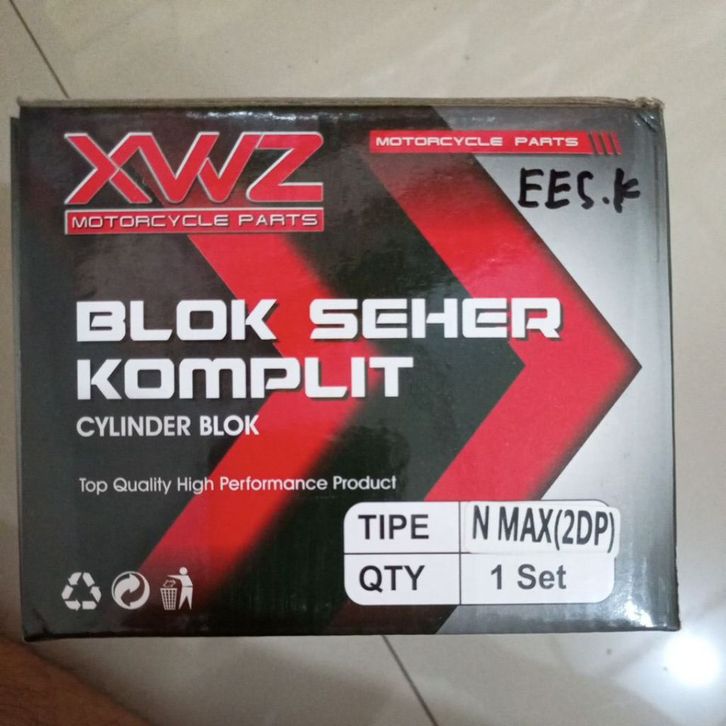 XWZ
MOTORCYCLE PARTS
MOTORCYCLE PARTS
EES.K
BLOK SEHER
KOMPLIT
CYLINDER BLOK
Top Quality High Performance Product
TIPE N MAX(2DP)
QTY 1 Set